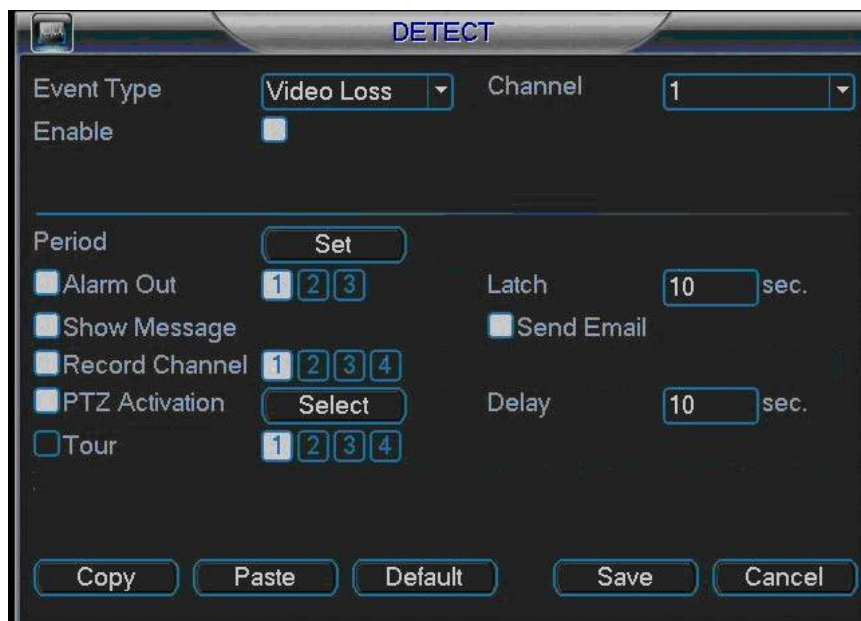 DETECT
Event Type Video Loss Channel 1
Enable
Period Set
Alarm Out 1 2 3 Latch 10 sec.
Show Message Send Email
Record Channel 1 2 3 4
PTZ Activation Select Delay 10 sec.
Tour 1 2 3 4
Copy Paste Default Save Cancel